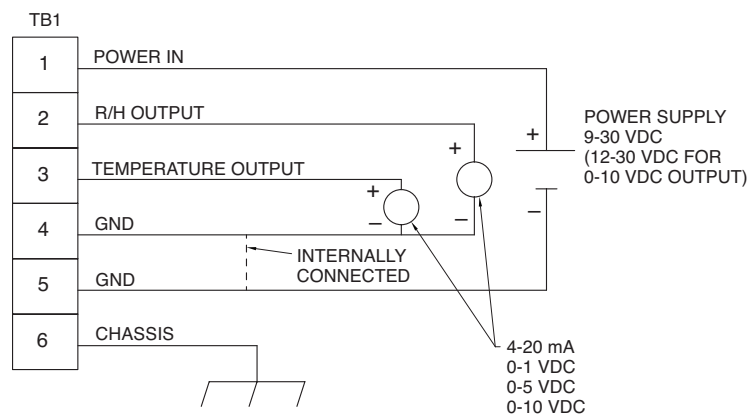 TB1
1
POWER IN
2
R/H OUTPUT
3
TEMPERATURE OUTPUT
4
GND
5
GND
6
CHASSIS
INTERNALLY
CONNECTED
+
−
+
−
+
−
POWER SUPPLY
9-30 VDC
(12-30 VDC FOR
0-10 VDC OUTPUT)
4-20 mA
0-1 VDC
0-5 VDC
0-10 VDC